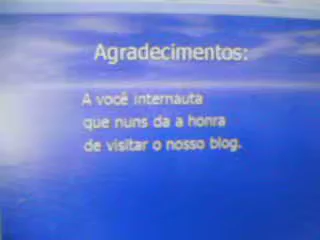 Agradecimentos:
A você internauta
que nuns da a honra
de visitar o nosso blog.